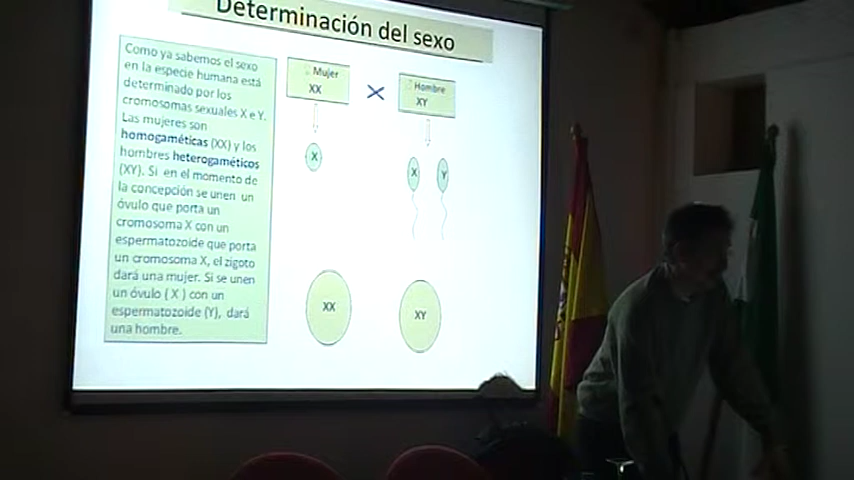 Determinación del sexo
Como ya sabemos el sexo
en la especie humana está
determinado por los
cromosomas sexuales X e Y.
Las mujeres son
homogaméticas (XX) y los
hombres heterogaméticos
(XY). Si en el momento de
la concepción se unen un
óvulo que porta un
cromosoma X con un
espermatozoide que porta
un cromosoma X, el zigoto
dará una mujer. Si se unen
un óvulo ( X ) con un
espermatozoide (Y), dará
una hombre.
Mujer
XX
Hombre
XY
X
X
Y
XX
XY